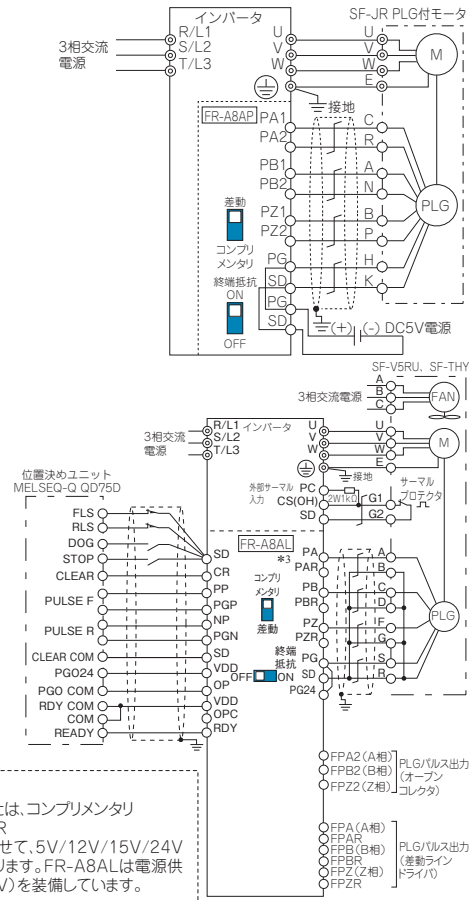 インバータ
SF-JR PLG付モータ
3相交流
電源
R/L1
S/L2
T/L3
U
V
W
U
V
W
E
M
接地
FR-A8AP
PA1
PA2
PB1
PB2
PZ1
PZ2
PG
SD
PG
SD
C
R
A
N
B
P
H
K
PLG
差動
コンプリ
メンタリ
終端抵抗
ON
OFF
(+)
(-)
DC5V電源
SF-V5RU、SF-THY
3相交流電源
A
B
C
FAN
3相交流
電源
R/L1
S/L2
T/L3
インバータ
U
V
W
U
V
W
E
M
接地
外部サーマル
入力
PC
CS(OH)
SD
2W1kΩ
G1
G2
サーマル
プロテクタ
位置決めユニット
MELSEQ-Q QD75D
FLS
RLS
DOG
STOP
CLEAR
PULSE F
PULSE R
CLEAR COM
PGO24
PGO COM
RDY COM
COM
READY
SD
CR
PP
PGP
NP
PGN
SD
VDD
OP
VDD
OPC
RDY
FR-A8AL
*3
コンプリ
メンタリ
差動
終端
抵抗
OFF
ON
PA
PAR
PB
PBR
PZ
PZR
PG
SD
PG24
A
B
C
D
F
G
S
R
PLG
FPA2(A相)
FPB2(B相)
FPZ2(Z相)
PLGパルス出力
(オープン
コレクタ)
FPA(A相)
FPAR
FPB(B相)
FPBR
FPZ(Z相)
FPZR
PLGパルス出力
(差動ライン
ドライバ)
は、コンプリメンタリ
R
せて、5V/12V/15V/24V
ります。FR-A8ALは電源供
V)を装備しています。